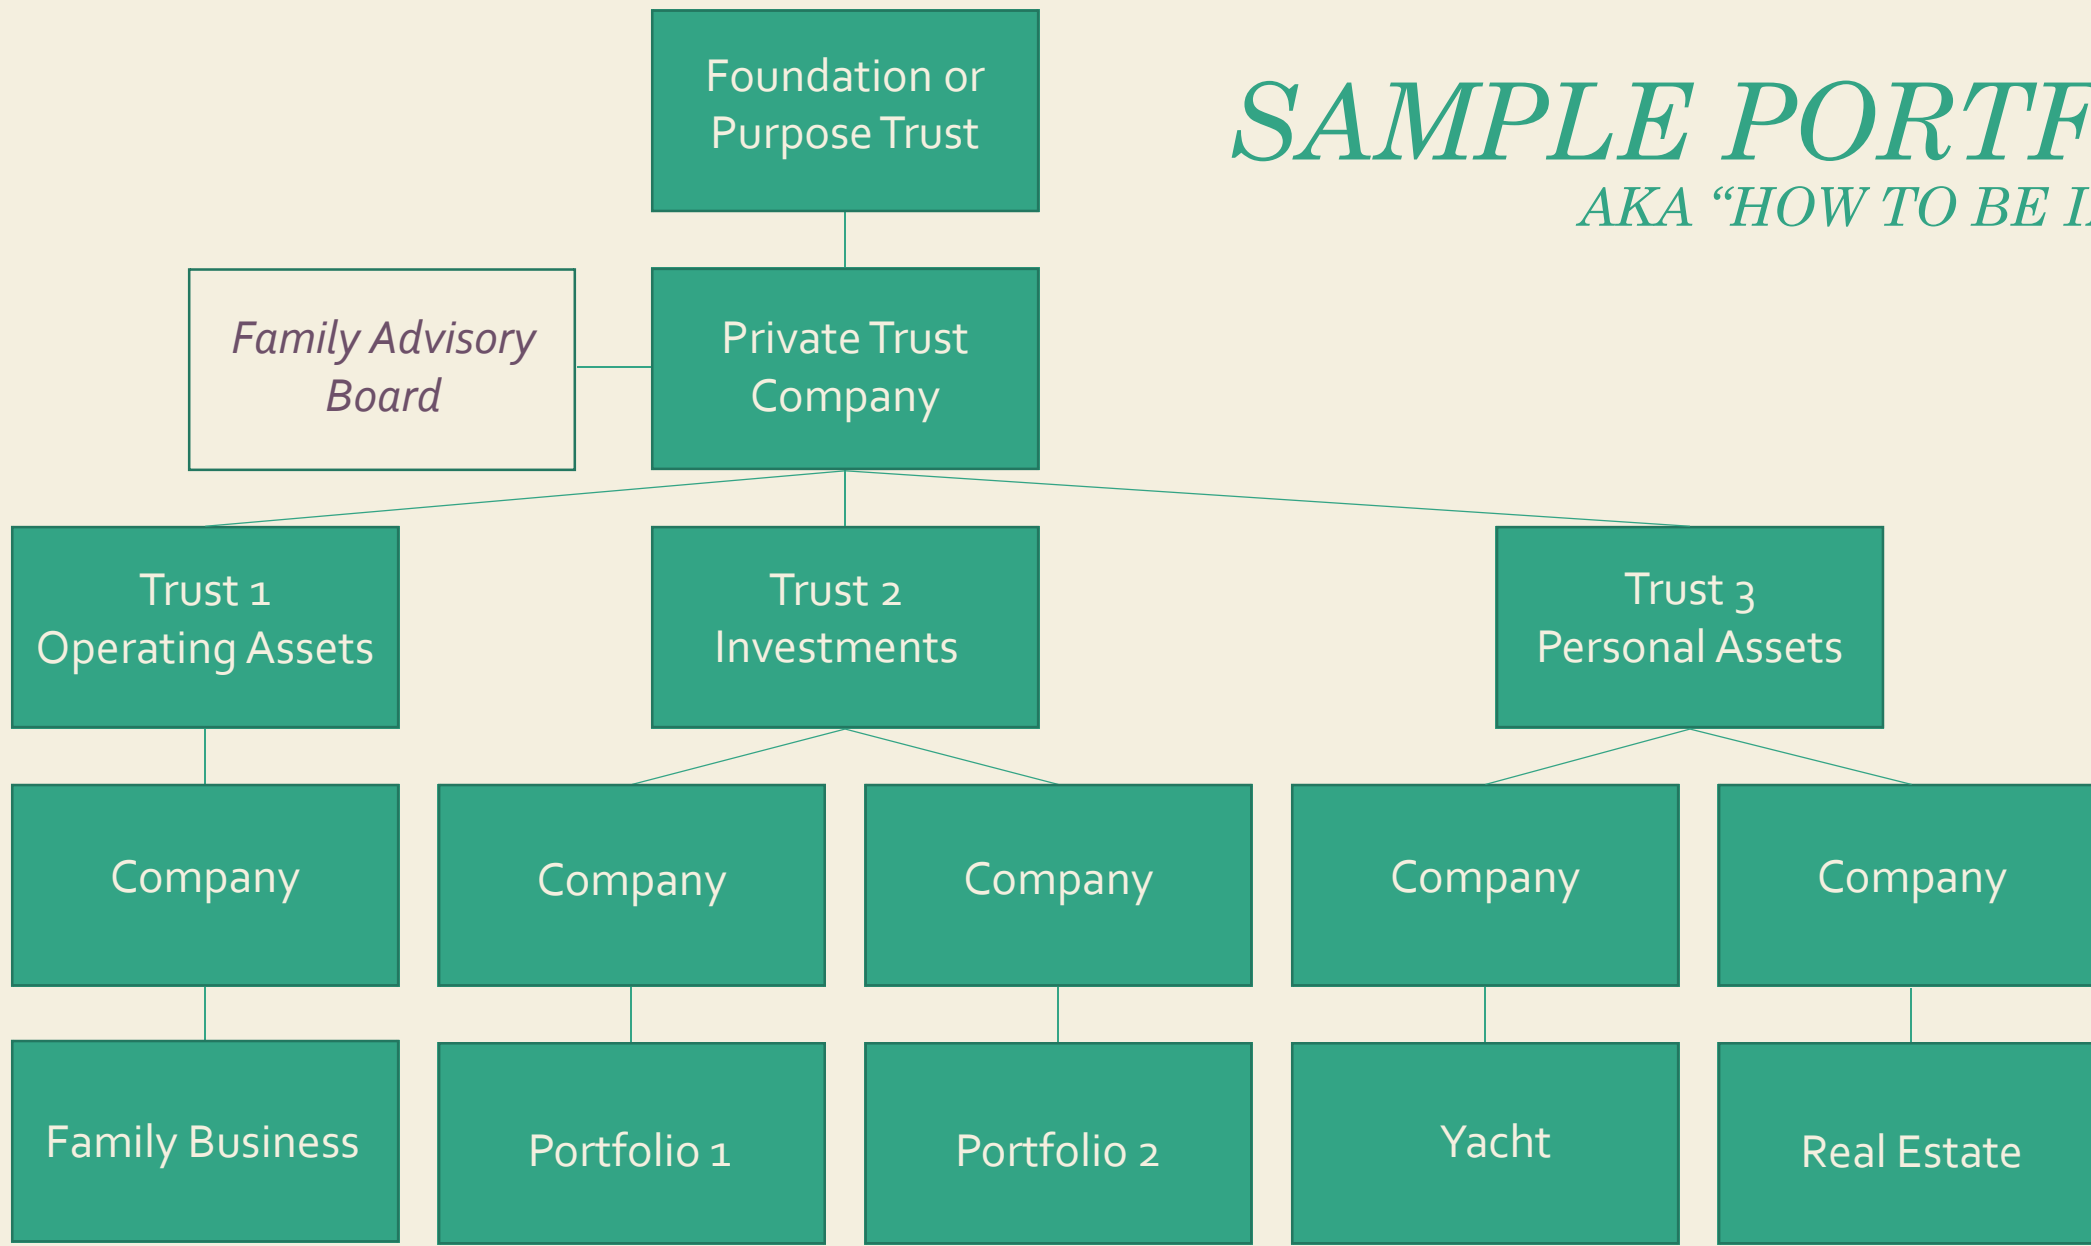 Foundation or
Purpose Trust
SAMPLE PORTF
AKA “HOW TO BE
Family Advisory
Board
Private Trust
Company
Trust 1
Operating Assets
Trust 2
Investments
Trust 3
Personal Assets
Company
Company
Company
Company
Company
Family Business
Portfolio 1
Portfolio 2
Yacht
Real Estate